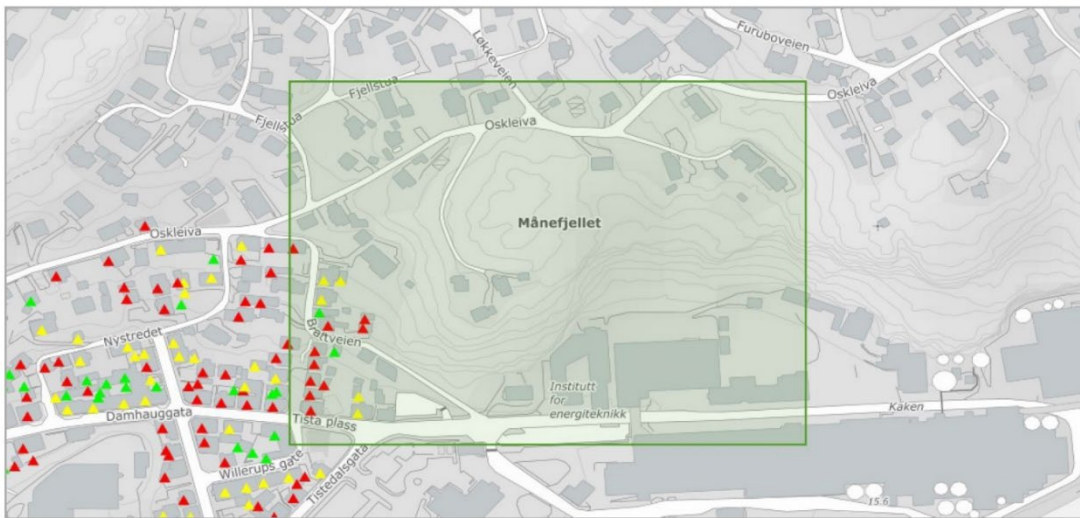 Løkkeveien
Furuboveien
Fjellstua
Oskleiva
Fjellstua
Oskleiva
Månefjellet
Oskleiva
Nystredet
Brattveien
Institutt
for
energiteknikk
Damhauggata
Tista plass
Kaken
Willerups gate
Tistedalsgata
15.6